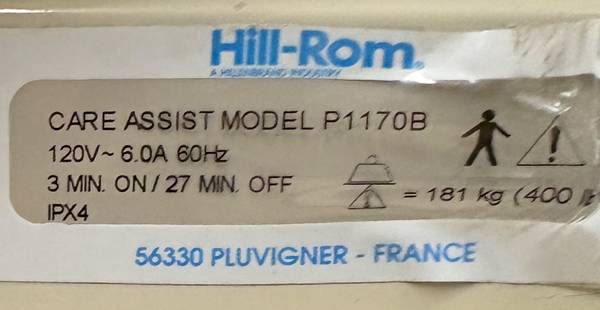 Hill-Rom®
A HILLENBRAND INDUSTRY
CARE ASSIST MODEL P1170B
120V~ 6.0A 60Hz
3 MIN. ON / 27 MIN. OFF
= 181 kg (400
IPX4
56330 PLUVIGNER - FRANCE